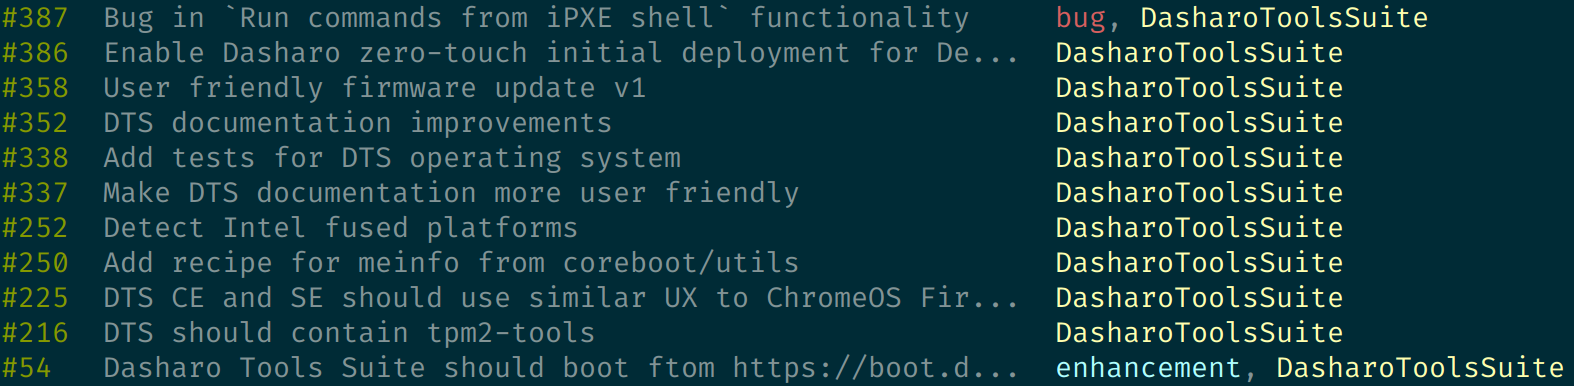 #387 Bug in `Run commands from iPXE shell` functionality bug, DasharoToolsSuite
#386 Enable Dasharo zero-touch initial deployment for De... DasharoToolsSuite
#358 User friendly firmware update v1 DasharoToolsSuite
#352 DTS documentation improvements DasharoToolsSuite
#338 Add tests for DTS operating system DasharoToolsSuite
#337 Make DTS documentation more user friendly DasharoToolsSuite
#252 Detect Intel fused platforms DasharoToolsSuite
#250 Add recipe for meinfo from coreboot/utils DasharoToolsSuite
#225 DTS CE and SE should use similar UX to ChromeOS Fir... DasharoToolsSuite
#216 DTS should contain tpm2-tools DasharoToolsSuite
#54 Dasharo Tools Suite should boot ftom https://boot.d... enhancement, DasharoToolsSuite